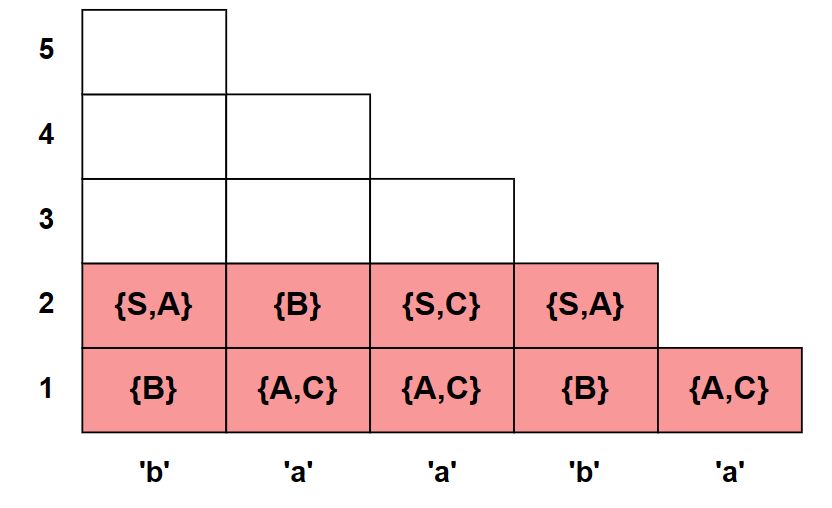 5
4
3
2 {S,A} {B} {S,C} {S,A}
1 {B} {A,C} {A,C} {B} {A,C}
'b' 'a' 'a' 'b' 'a'